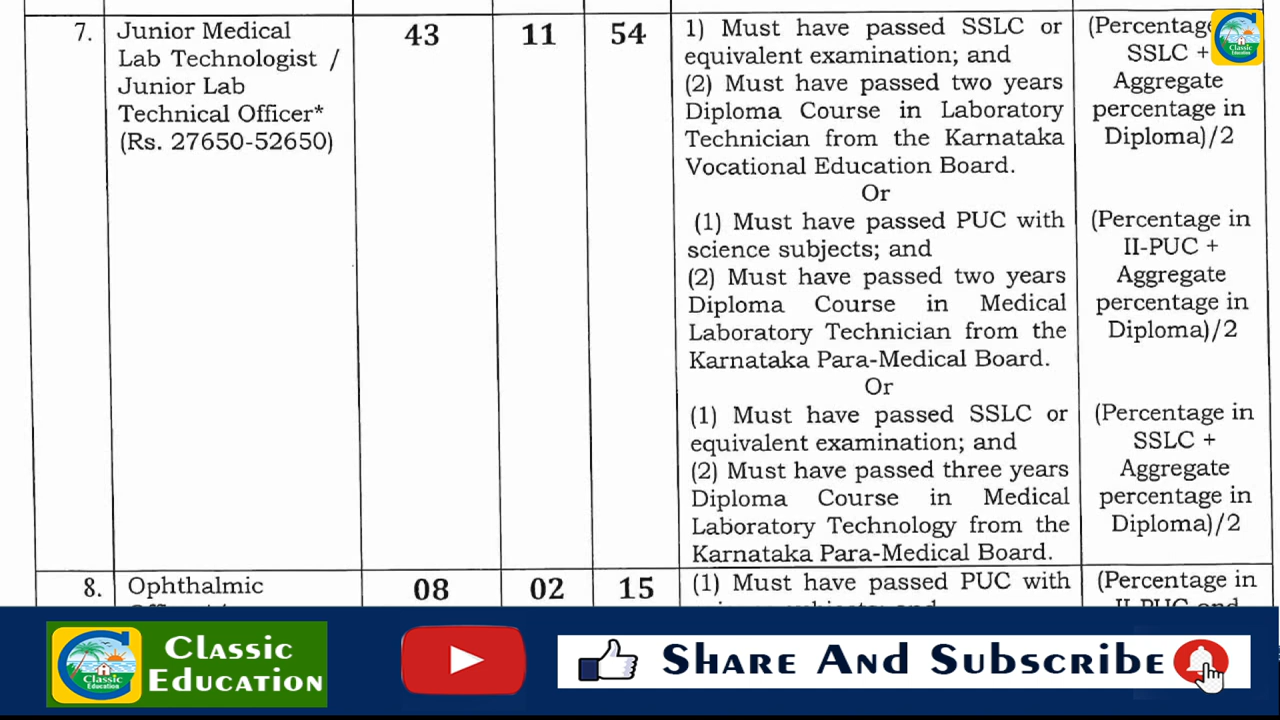 7.
Junior Medical
Lab Technologist /
Junior Lab
Technical Officer*
(Rs. 27650-52650)
43
11
54
1) Must have passed SSLC or
equivalent examination; and
(2) Must have passed two years
Diploma Course in Laboratory
Technician from the Karnataka
Vocational Education Board.
Or
(1) Must have passed PUC with
science subjects; and
(2) Must have passed two years
Diploma Course in Medical
Laboratory Technician from the
Karnataka Para-Medical Board.
Or
(1) Must have passed SSLC or
equivalent examination; and
(2) Must have passed three years
Diploma Course in Medical
Laboratory Technology from the
Karnataka Para-Medical Board.
(Percentage
SSLC +
Aggregate
percentage in
Diploma)/2
(Percentage in
II-PUC +
Aggregate
percentage in
Diploma)/2
(Percentage in
SSLC +
Aggregate
percentage in
Diploma)/2
Classic
Education
8.
Ophthalmic
08
02
15
(1) Must have passed PUC with
(Percentage in
Classic
Education
Classic
Education
Share And Subscribe